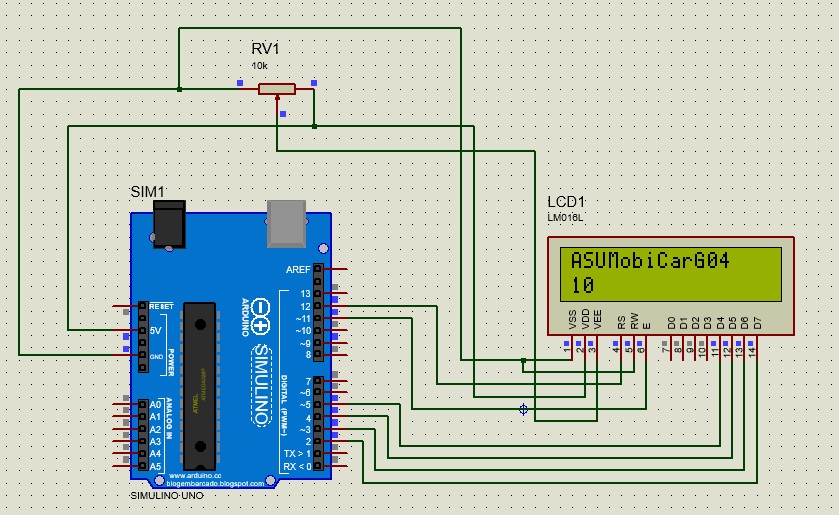 RV1
10k
SIM1
LCD1
LM016L
ASUMobiCarG04
10
VSS
VDD
VEE
RS
RW
E
D0
D1
D2
D3
D4
D5
D6
D7
1
2
3
4
5
6
7
8
9
10
11
12
13
14
AREF
13
12
~11
~10
~9
8
7
~6
~5
4
~3
2
TX > 1
RX < 0
RESET
5V
GND
POWER
A0
A1
A2
A3
A4
A5
ANALOG IN
ARDUINO
SIMULINO
DIGITAL (PWM~)
www.arduino.cc
blogembarcado.blogspot.com
SIMULINO UNO